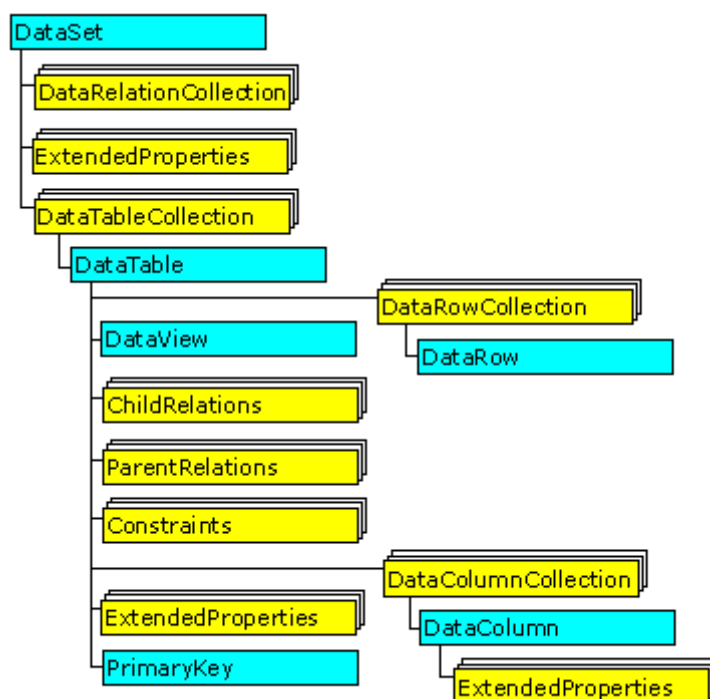 DataSet
DataRelationCollection
ExtendedProperties
DataTableCollection
DataTable
DataRowCollection
DataView
DataRow
ChildRelations
ParentRelations
Constraints
DataColumnCollection
ExtendedProperties
DataColumn
PrimaryKey
ExtendedProperties